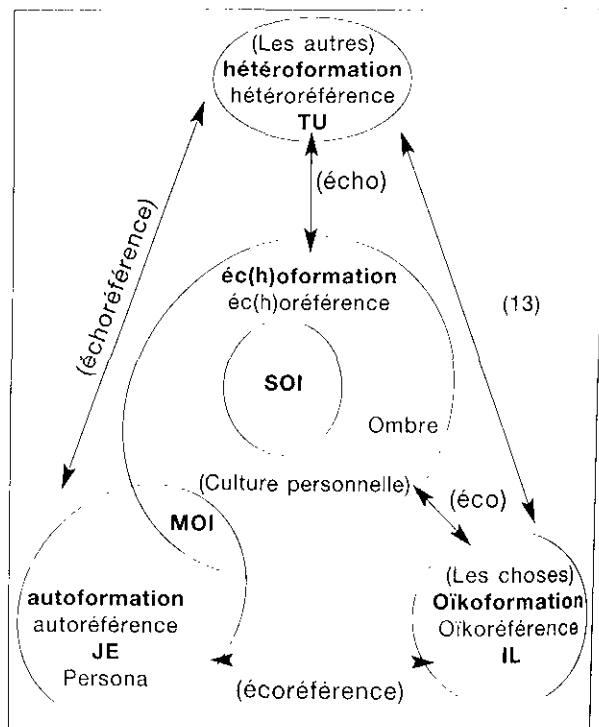 (Les autres)
hétéroformation
hétéroréférence
TU
(écho)
(échoréférence)
éc(h)oformation
éc(h)oréférence
(13)
SOI
Ombre
(Culture personnelle)
(éco)
MOI
(Les choses)
Oïkoformation
Oïkoréférence
IL
autoformation
autoréférence
JE
Persona
(écoréférence)